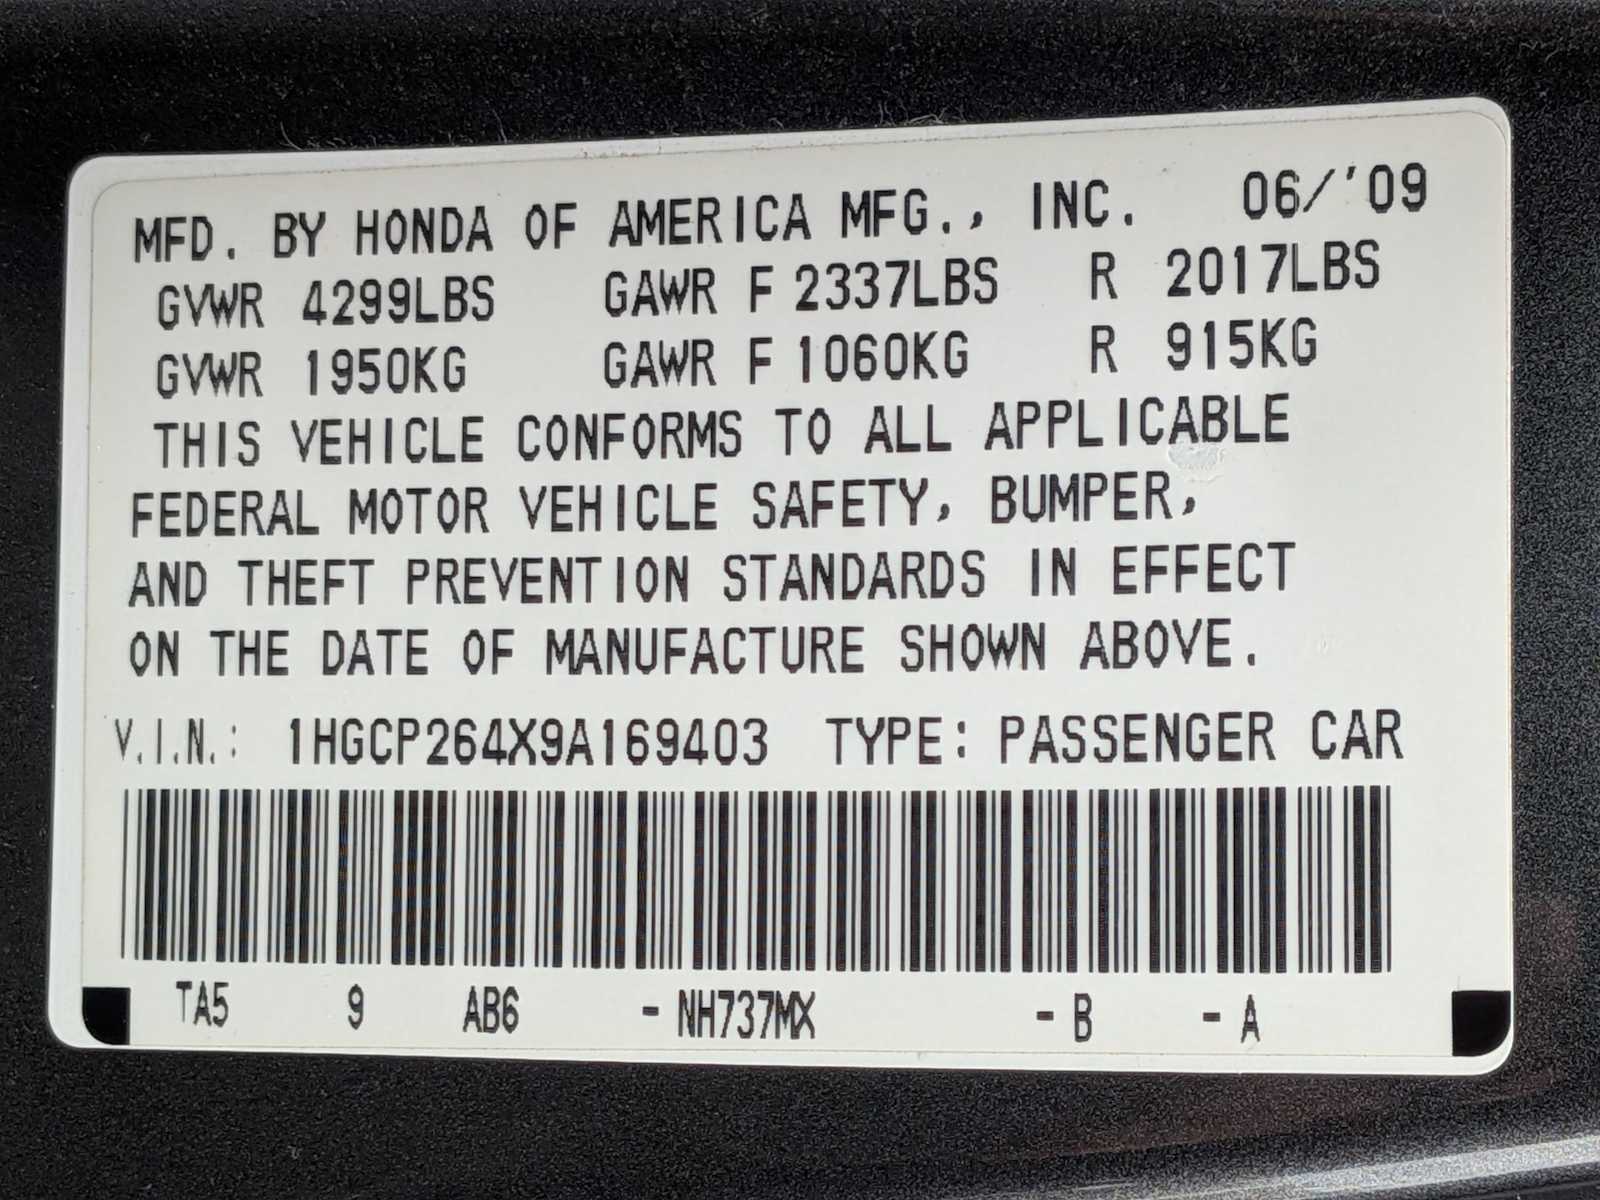 MFD. BY HONDA OF AMERICA MFG., INC. 06/'09
GVWR 4299LBS GAWR F 2337LBS R 2017LBS
GVWR 1950KG GAWR F 1060KG R 915KG
THIS VEHICLE CONFORMS TO ALL APPLICABLE
FEDERAL MOTOR VEHICLE SAFETY, BUMPER,
AND THEFT PREVENTION STANDARDS IN EFFECT
ON THE DATE OF MANUFACTURE SHOWN ABOVE.
V.I.N.: 1HGCP264X9A169403 TYPE: PASSENGER CAR
TA5 9 AB6 -NH737MX -B -A